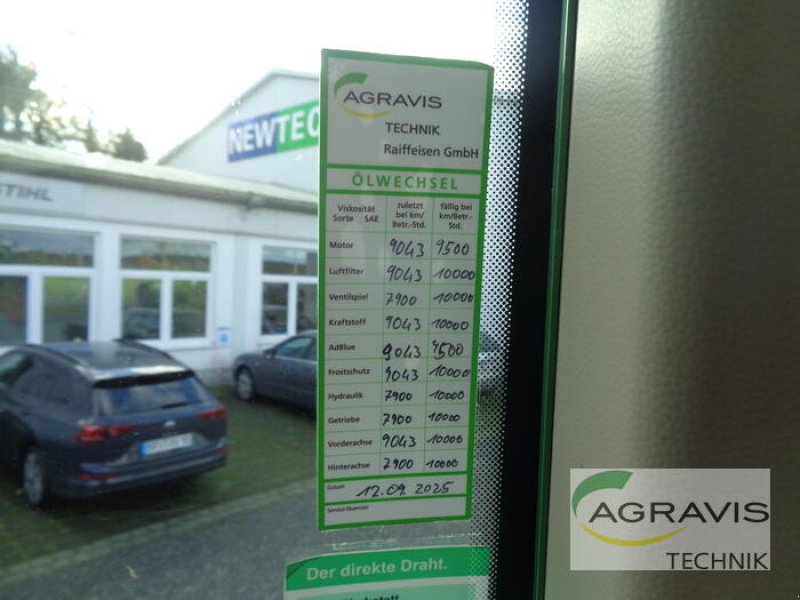 AGRAVIS
TECHNIK
Raiffeisen GmbH
ÖLWECHSEL
Viskosität Sorte SAE zuletzt bei km/ Betr.-Std. fällig bei km/Betr.- Std.
Motor 9043 9500
Luftfilter 9043 10000
Ventilspiel 7900 10000
Kraftstoff 9043 10000
AdBlue 9043 9500
Frostschutz 9043 10000
Hydraulik 7900 10000
Getriebe 7900 10000
Vorderachse 9043 10000
Hinterachse 7900 10000
Datum 12.09.2025
Service-Nummer
Der direkte Draht.
NEWTEC
STIHL
AGRAVIS
TECHNIK